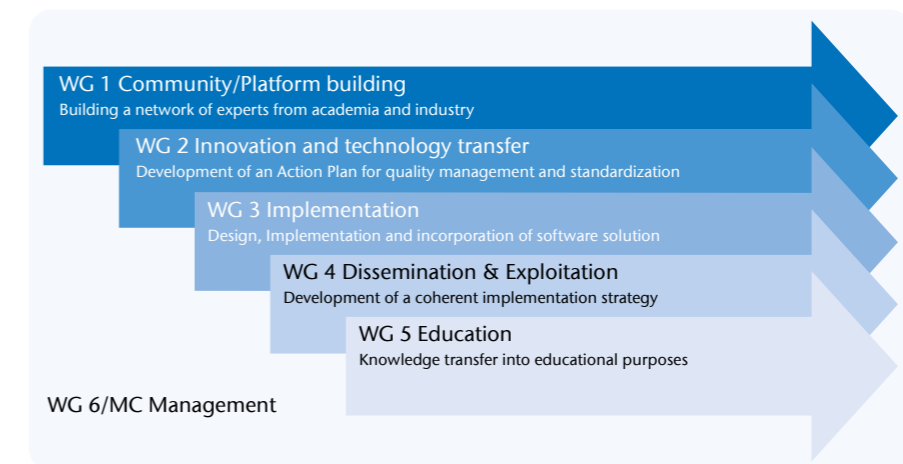 WG 1 Community/Platform building
Building a network of experts from academia and industry
WG 2 Innovation and technology transfer
Development of an Action Plan for quality management and standardization
WG 3 Implementation
Design, Implementation and incorporation of software solution
WG 4 Dissemination & Exploitation
Development of a coherent implementation strategy
WG 5 Education
Knowledge transfer into educational purposes
WG 6/MC Management